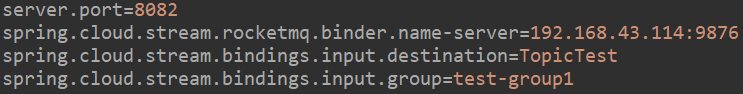 server.port=8082
spring.cloud.stream.rocketmq.binder.name-server=192.168.43.114:9876
spring.cloud.stream.bindings.input.destination=TopicTest
spring.cloud.stream.bindings.input.group=test-group1